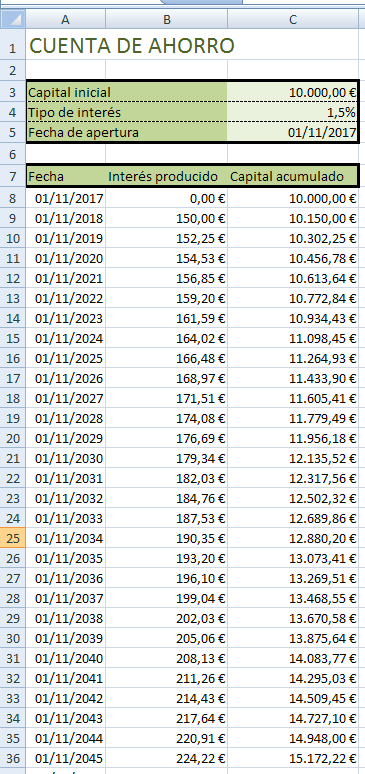 A B C
1 CUENTA DE AHORRO
2
3 Capital inicial 10.000,00 €
4 Tipo de interés 1,5%
5 Fecha de apertura 01/11/2017
6
7 Fecha Interés producido Capital acumulado
8 01/11/2017 0,00 € 10.000,00 €
9 01/11/2018 150,00 € 10.150,00 €
10 01/11/2019 152,25 € 10.302,25 €
11 01/11/2020 154,53 € 10.456,78 €
12 01/11/2021 156,85 € 10.613,64 €
13 01/11/2022 159,20 € 10.772,84 €
14 01/11/2023 161,59 € 10.934,43 €
15 01/11/2024 164,02 € 11.098,45 €
16 01/11/2025 166,48 € 11.264,93 €
17 01/11/2026 168,97 € 11.433,90 €
18 01/11/2027 171,51 € 11.605,41 €
19 01/11/2028 174,08 € 11.779,49 €
20 01/11/2029 176,69 € 11.956,18 €
21 01/11/2030 179,34 € 12.135,52 €
22 01/11/2031 182,03 € 12.317,56 €
23 01/11/2032 184,76 € 12.502,32 €
24 01/11/2033 187,53 € 12.689,86 €
25 01/11/2034 190,35 € 12.880,20 €
26 01/11/2035 193,20 € 13.073,41 €
27 01/11/2036 196,10 € 13.269,51 €
28 01/11/2037 199,04 € 13.468,55 €
29 01/11/2038 202,03 € 13.670,58 €
30 01/11/2039 205,06 € 13.875,64 €
31 01/11/2040 208,13 € 14.083,77 €
32 01/11/2041 211,26 € 14.295,03 €
33 01/11/2042 214,43 € 14.509,45 €
34 01/11/2043 217,64 € 14.727,10 €
35 01/11/2044 220,91 € 14.948,00 €
36 01/11/2045 224,22 € 15.172,22 €